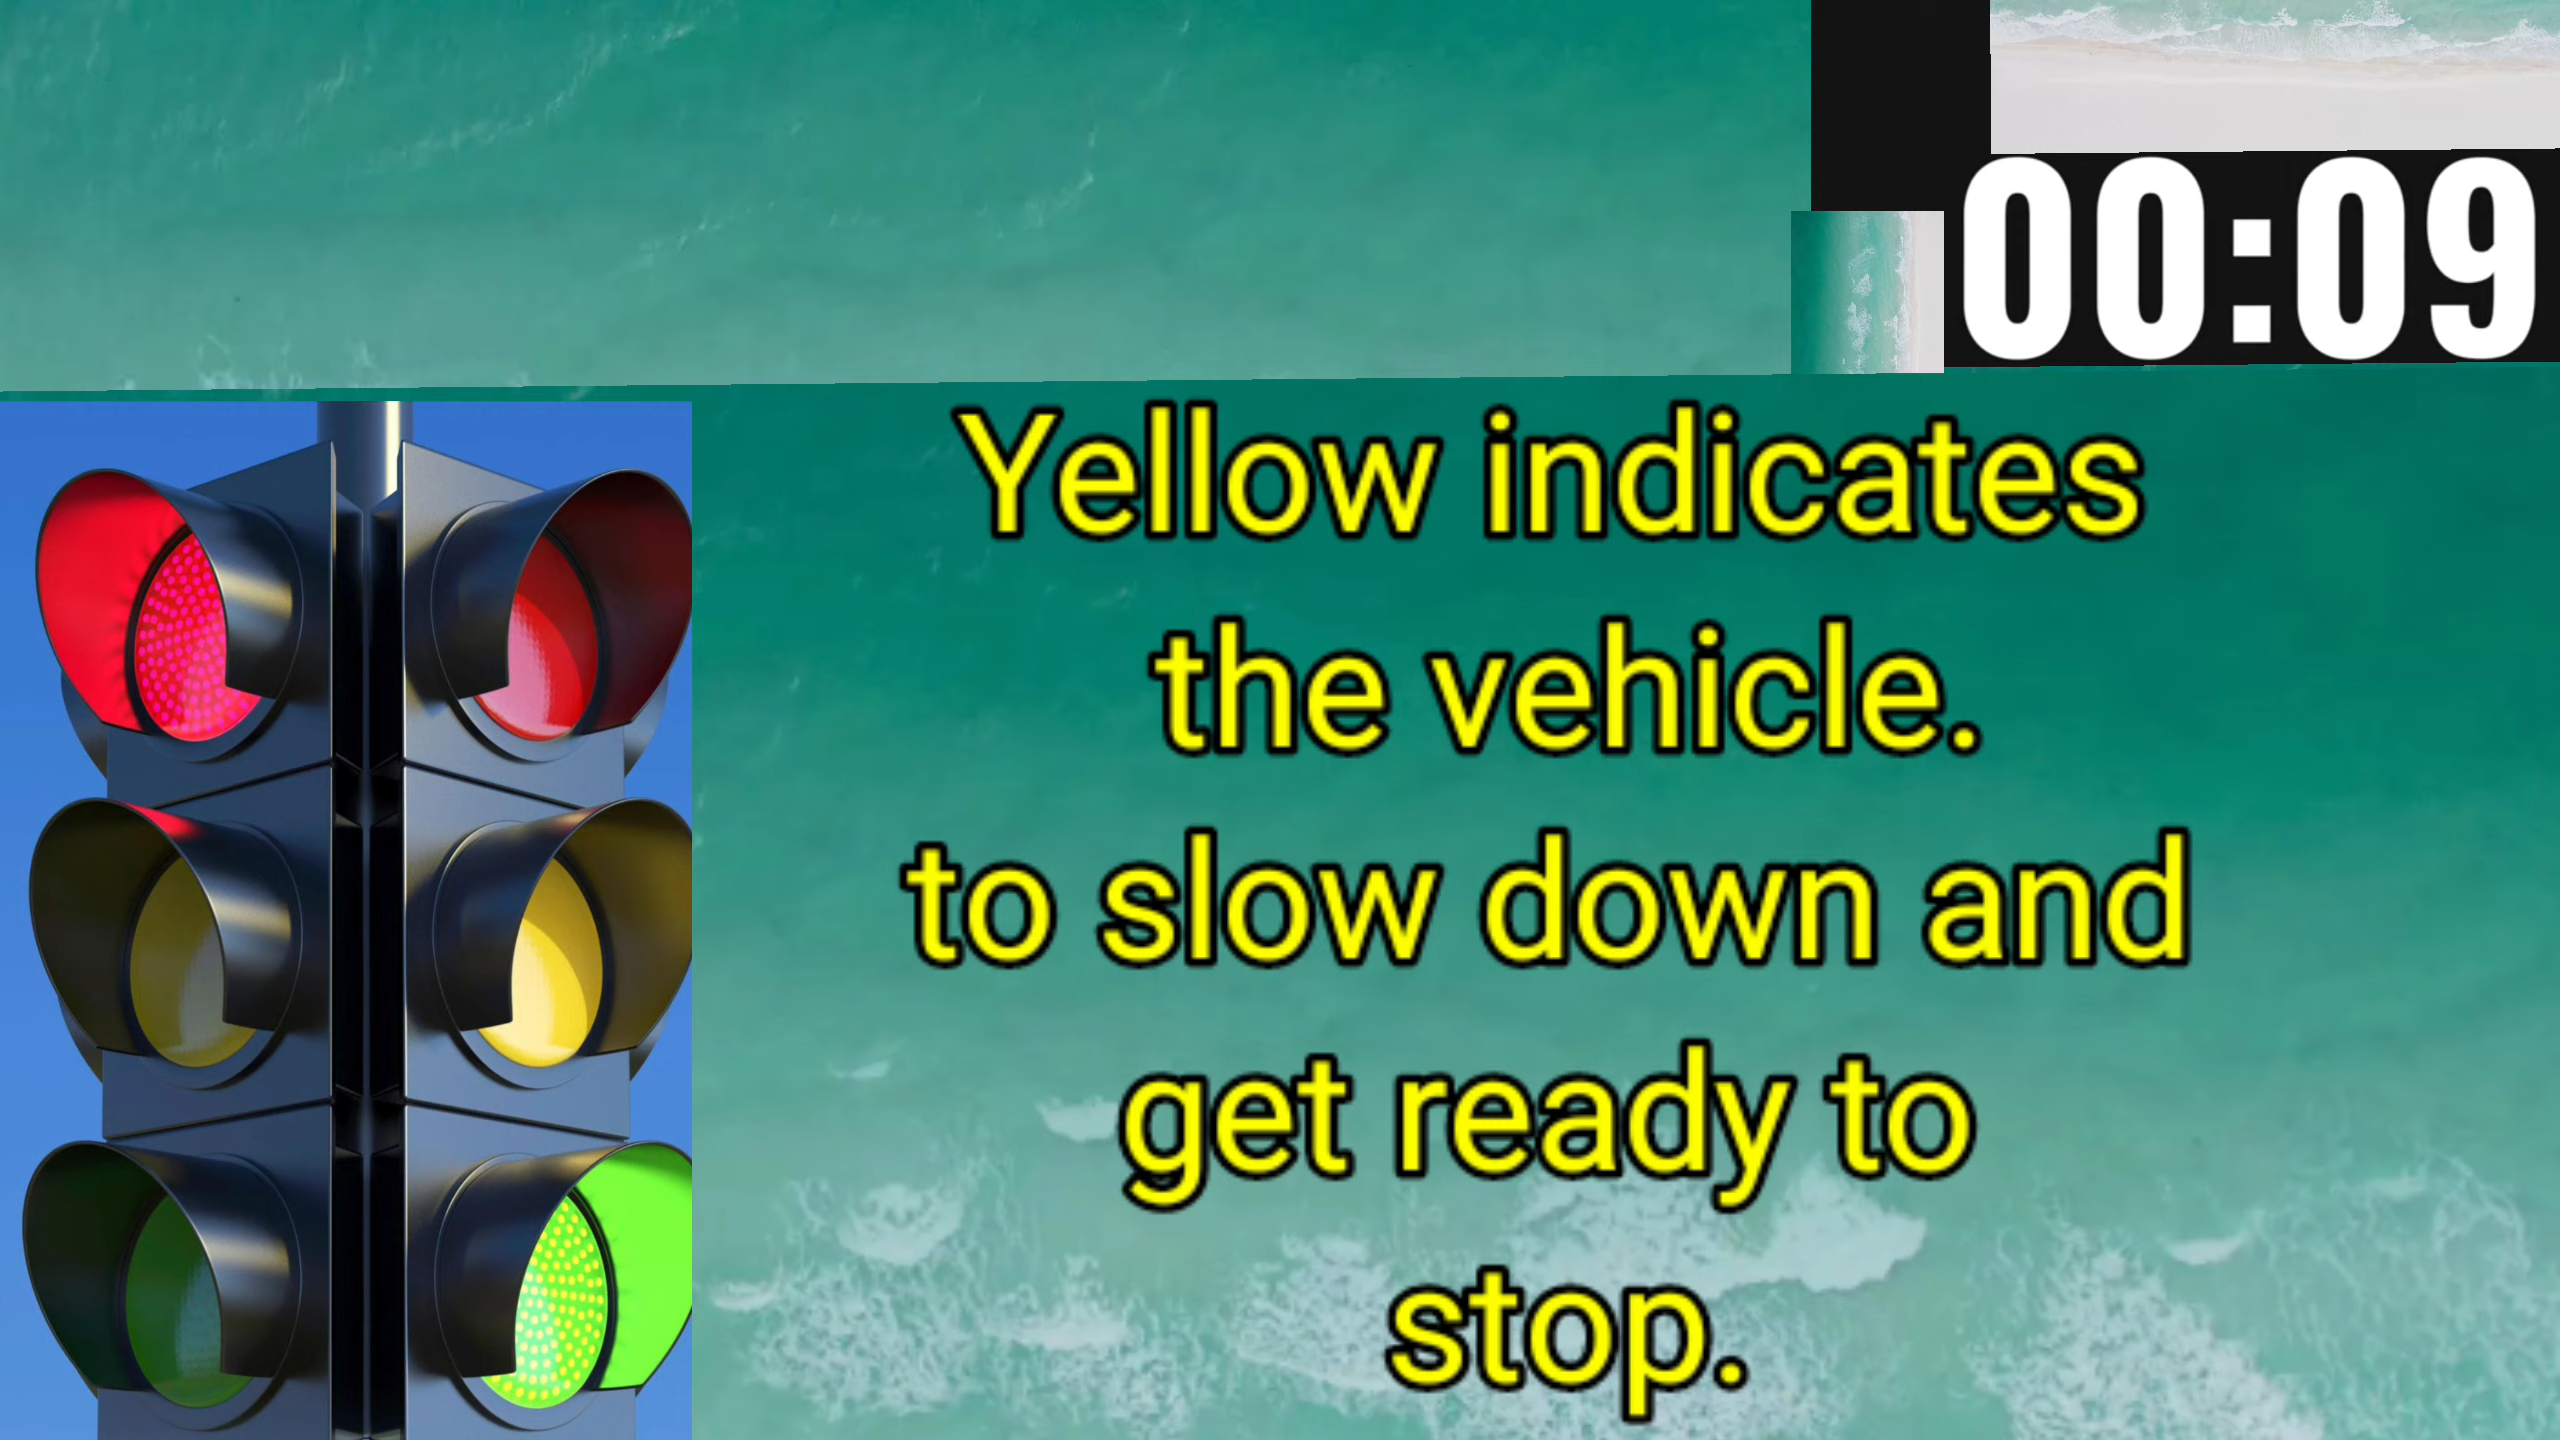 00:09
Yellow indicates
the vehicle.
to slow down and
get ready to
stop.